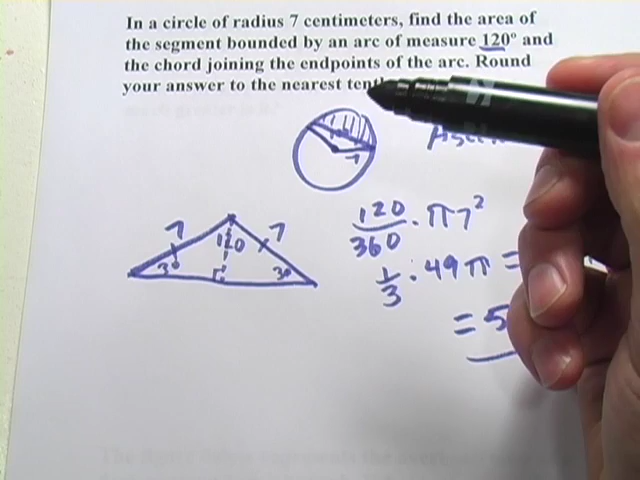 In a circle of radius 7 centimeters, find the area of
the segment bounded by an arc of measure 120° and
the chord joining the endpoints of the arc. Round
your answer to the nearest
7
120/360 · π7²
7 7
120
30 30
1/3 · 49π =
= 5